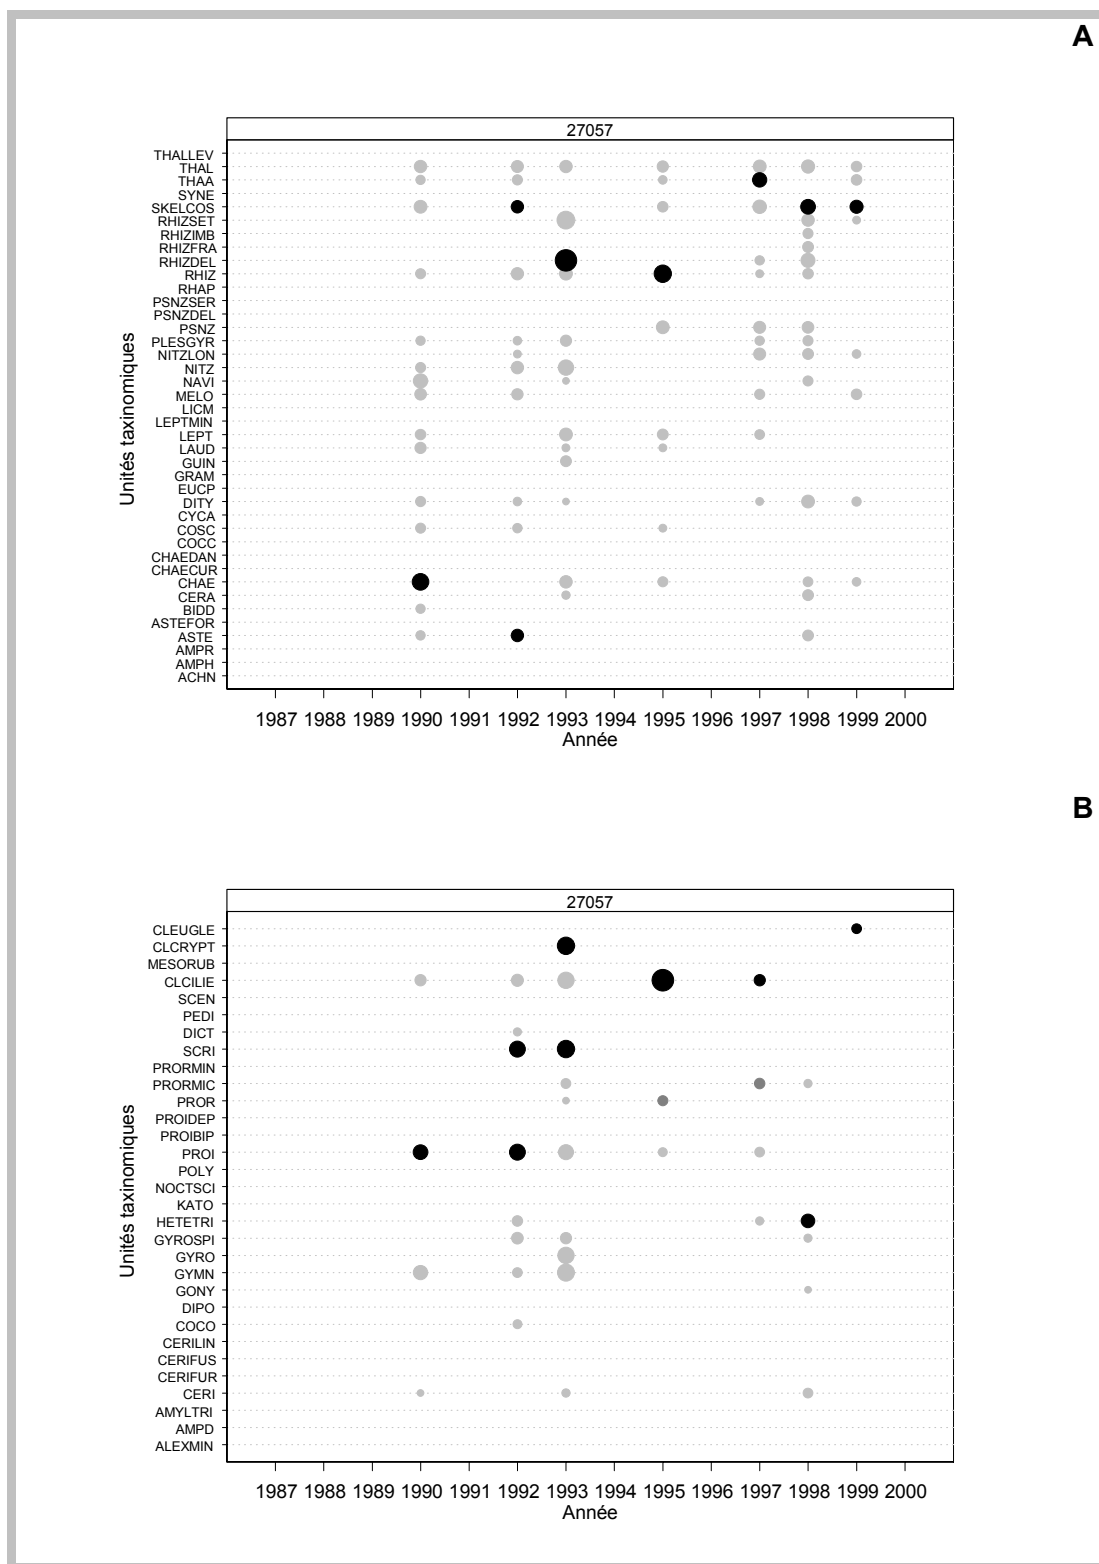 A
27057
THALLEV
THAL
THAA
SYNE
SKELCOS
RHIZSET
RHIZIMB
RHIZFRA
RHIZDEL
RHIZ
RHAP
PSNZSER
PSNZDEL
PSNZ
PLESGYR
NITZLON
NITZ
NAVI
MELO
LICM
LEPTMIN
LEPT
LAUD
GUIN
GRAM
EUCP
DITY
CYCA
COSC
COCC
CHAEDAN
CHAECUR
CHAE
CERA
BIDD
ASTEFOR
ASTE
AMPR
AMPH
ACHN
Unités taxinomiques
1987 1988 1989 1990 1991 1992 1993 1994 1995 1996 1997 1998 1999 2000
Année
B
27057
CLEUGLE
CLCRYPT
MESORUB
CLCILIE
SCEN
PEDI
DICT
SCRI
PRORMIN
PRORMIC
PROR
PROIDEP
PROIBIP
PROI
POLY
NOCTSCI
KATO
HETETRI
GYROSPI
GYRO
GYMN
GONY
DIPO
COCO
CERILIN
CERIFUS
CERIFUR
CERI
AMYLTRI
AMPD
ALEXMIN
Unités taxinomiques
1987 1988 1989 1990 1991 1992 1993 1994 1995 1996 1997 1998 1999 2000
Année